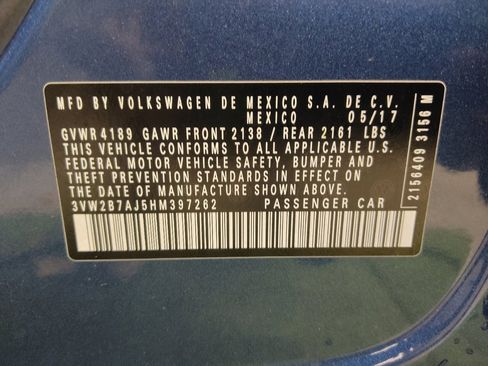 MFD BY VOLKSWAGEN DE MEXICO S.A. DE C.V.
MEXICO 05/17
GVWR 4189 GAWR FRONT 2138 / REAR 2161 LBS
THIS VEHICLE CONFORMS TO ALL APPLICABLE U.S.
FEDERAL MOTOR VEHICLE SAFETY, BUMPER AND
THEFT PREVENTION STANDARDS IN EFFECT ON
THE DATE OF MANUFACTURE SHOWN ABOVE.
3VW2B7AJ5HM397262 PASSENGER CAR
2156409 3156 M